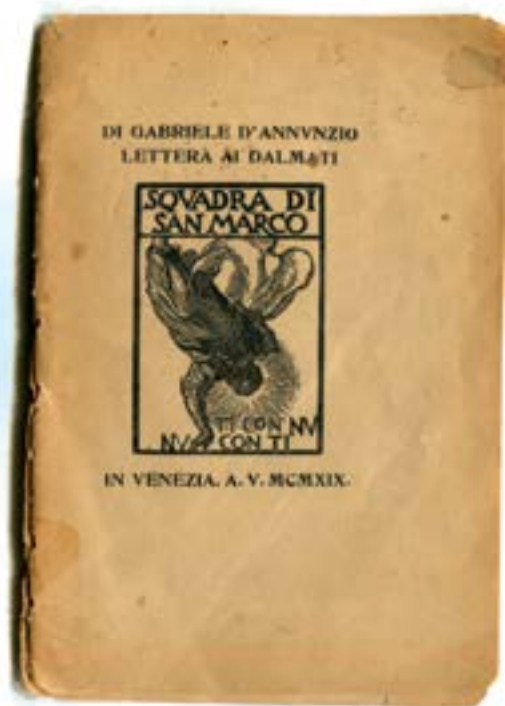 DI GABRIELE D'ANNVNZIO
LETTERA AI DALMATI
SQVADRA DI
SAN MARCO
TI CON NV
NV CON TI
IN VENEZIA. A. V. MCMXIX.